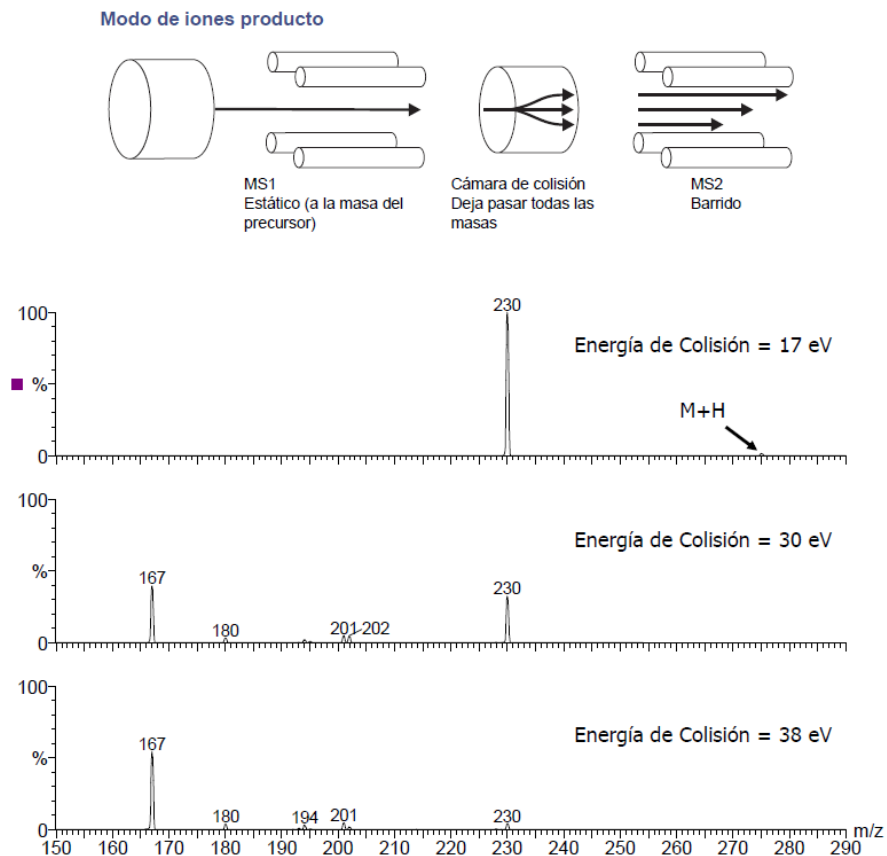 Modo de iones producto
MS1
Estático (a la masa del
precursor)
Cámara de colisión
Deja pasar todas las
masas
MS2
Barrido
100
%
0
230
Energía de Colisión = 17 eV
M+H
100
%
0
167
180
201
202
230
Energía de Colisión = 30 eV
100
%
0
167
180
194
201
230
Energía de Colisión = 38 eV
m/z
150 160 170 180 190 200 210 220 230 240 250 260 270 280 290